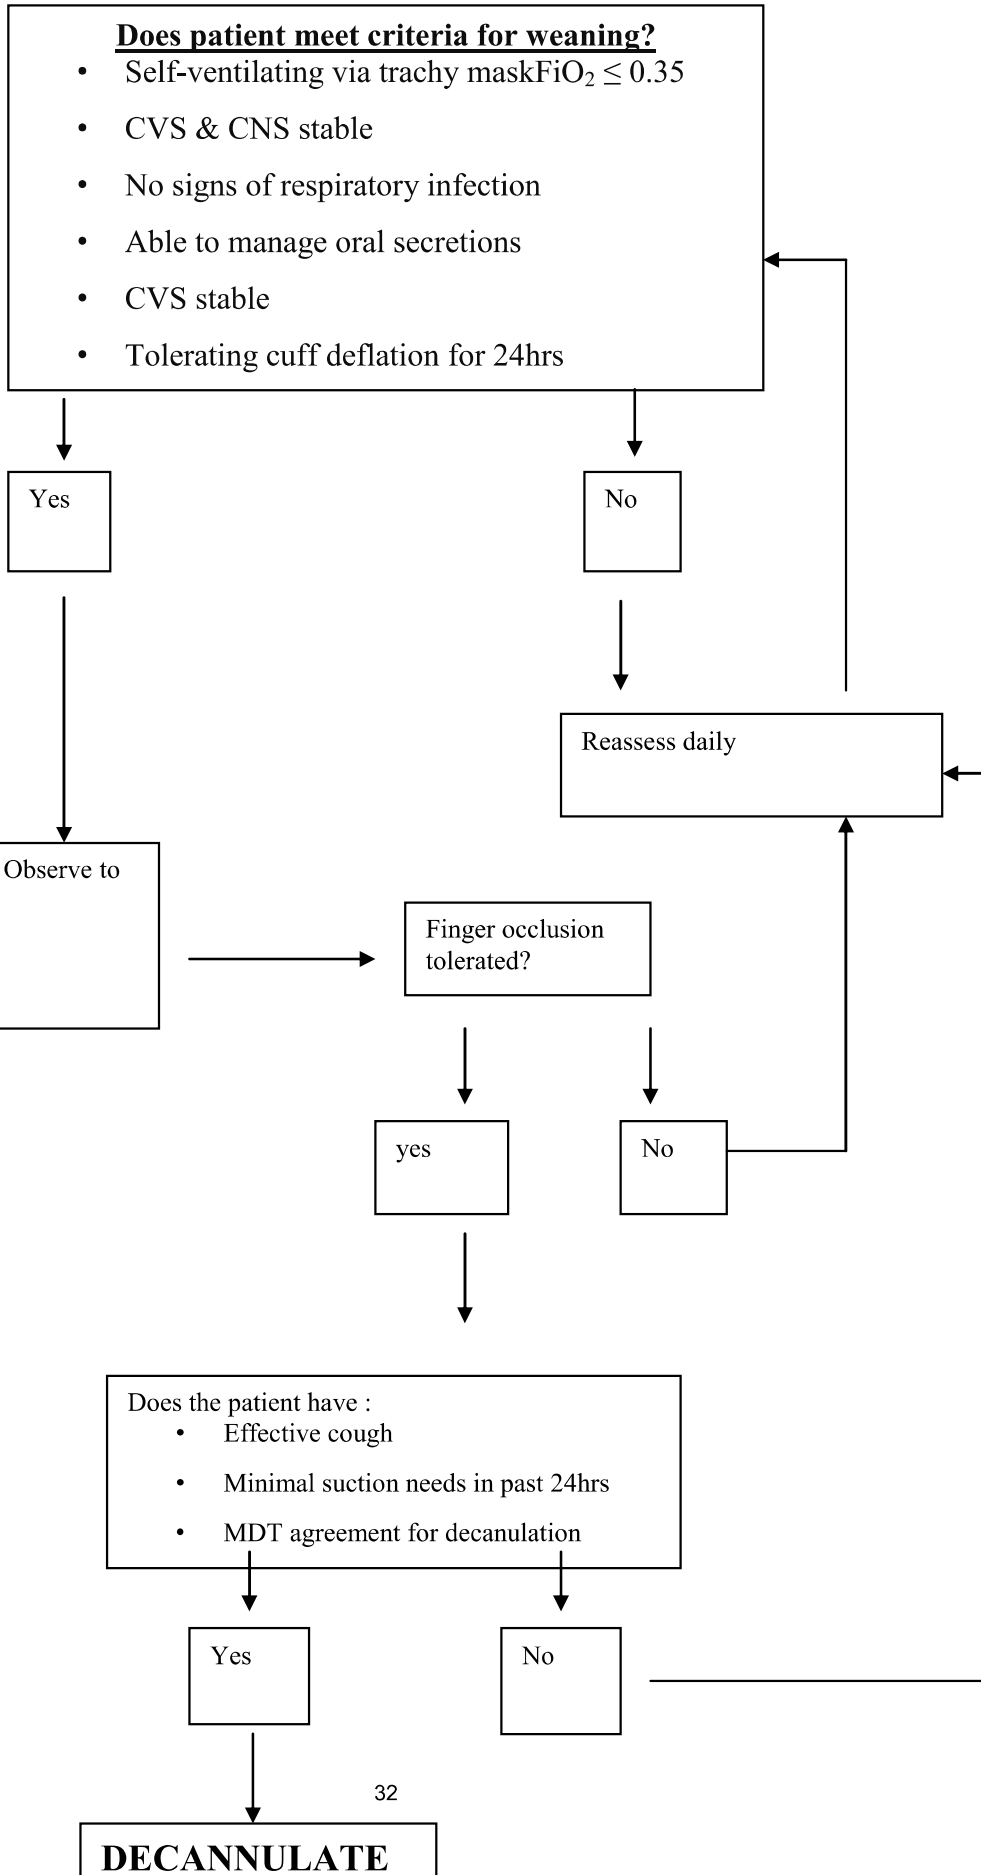 Does patient meet criteria for weaning?
• Self-ventilating via trachy maskFiO₂ ≤ 0.35
• CVS & CNS stable
• No signs of respiratory infection
• Able to manage oral secretions
• CVS stable
• Tolerating cuff deflation for 24hrs
Yes
No
Reassess daily
Observe to
Finger occlusion
tolerated?
yes
No
Does the patient have :
• Effective cough
• Minimal suction needs in past 24hrs
• MDT agreement for decanulation
Yes
No
32
DECANNULATE